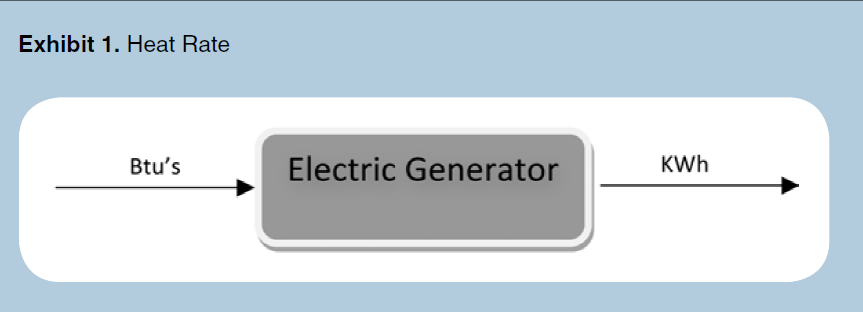 Exhibit 1. Heat Rate
Btu’s
Electric Generator
KWh